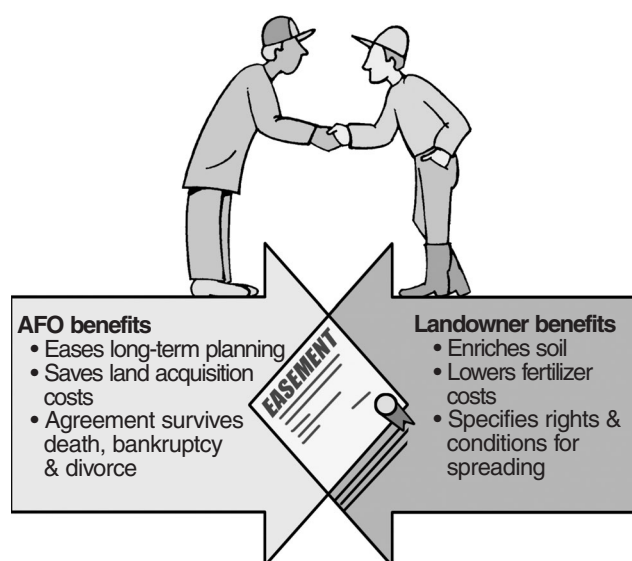 EASEMENT
AFO benefits
• Eases long-term planning
• Saves land acquisition
costs
• Agreement survives
death, bankruptcy
& divorce
Landowner benefits
• Enriches soil
• Lowers fertilizer
costs
• Specifies rights &
conditions for
spreading